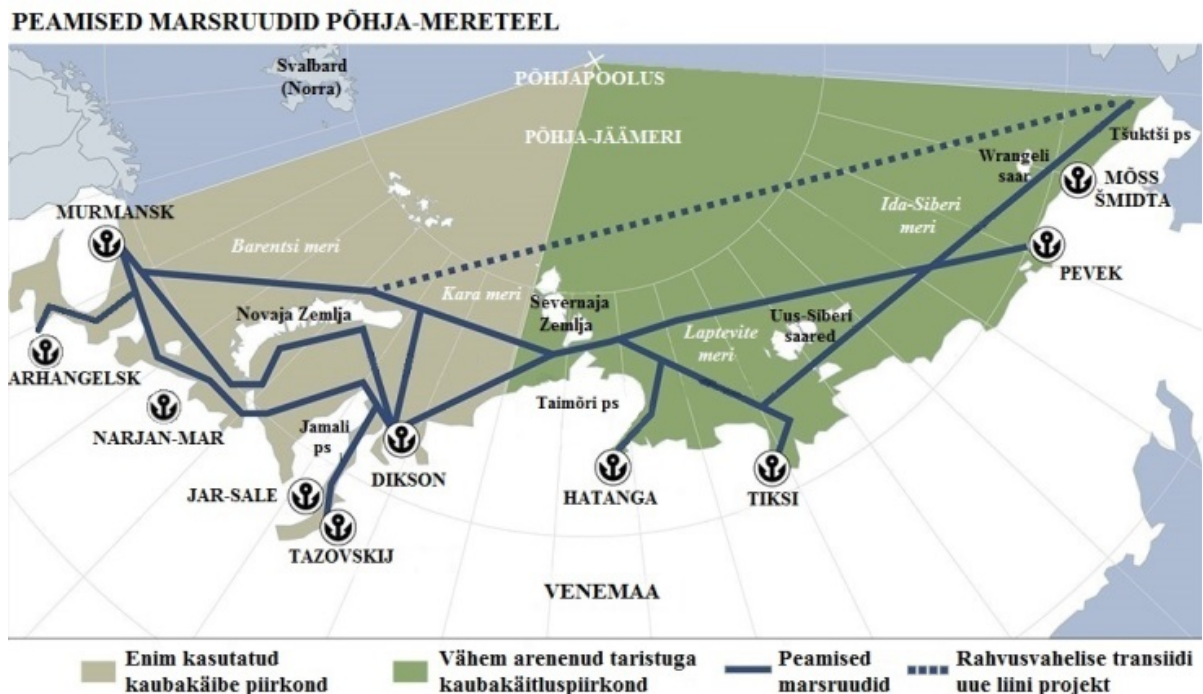 PEAMISED MARSRUUDID PÕHJA-MERETEEL
Svalbard
(Norra)
PÕHJAPOOLUS
PÕHJA-JÄÄMERI
Tšuktši ps
Wrangeli
saar
MÕSS
ŠMIDTA
MURMANSK
Barentsi meri
Ida-Siberi
meri
PEVEK
Kara meri
Novaja Zemlja
Severnaja
Zemlja
Uus-Siberi
saared
Laptevite
meri
ARHANGELSK
NARJAN-MAR
Taimõri ps
Jamali
ps
DIKSON
JAR-SALE
HATANGA
TIKSI
TAZOVSKIJ
VENEMAA
Enim kasutatud
kaubakäibe piirkond
Vähem arenenud taristuga
kaubakäitluspiirkond
Peamised
marsruudid
Rahvusvahelise transiidi
uue liini projekt